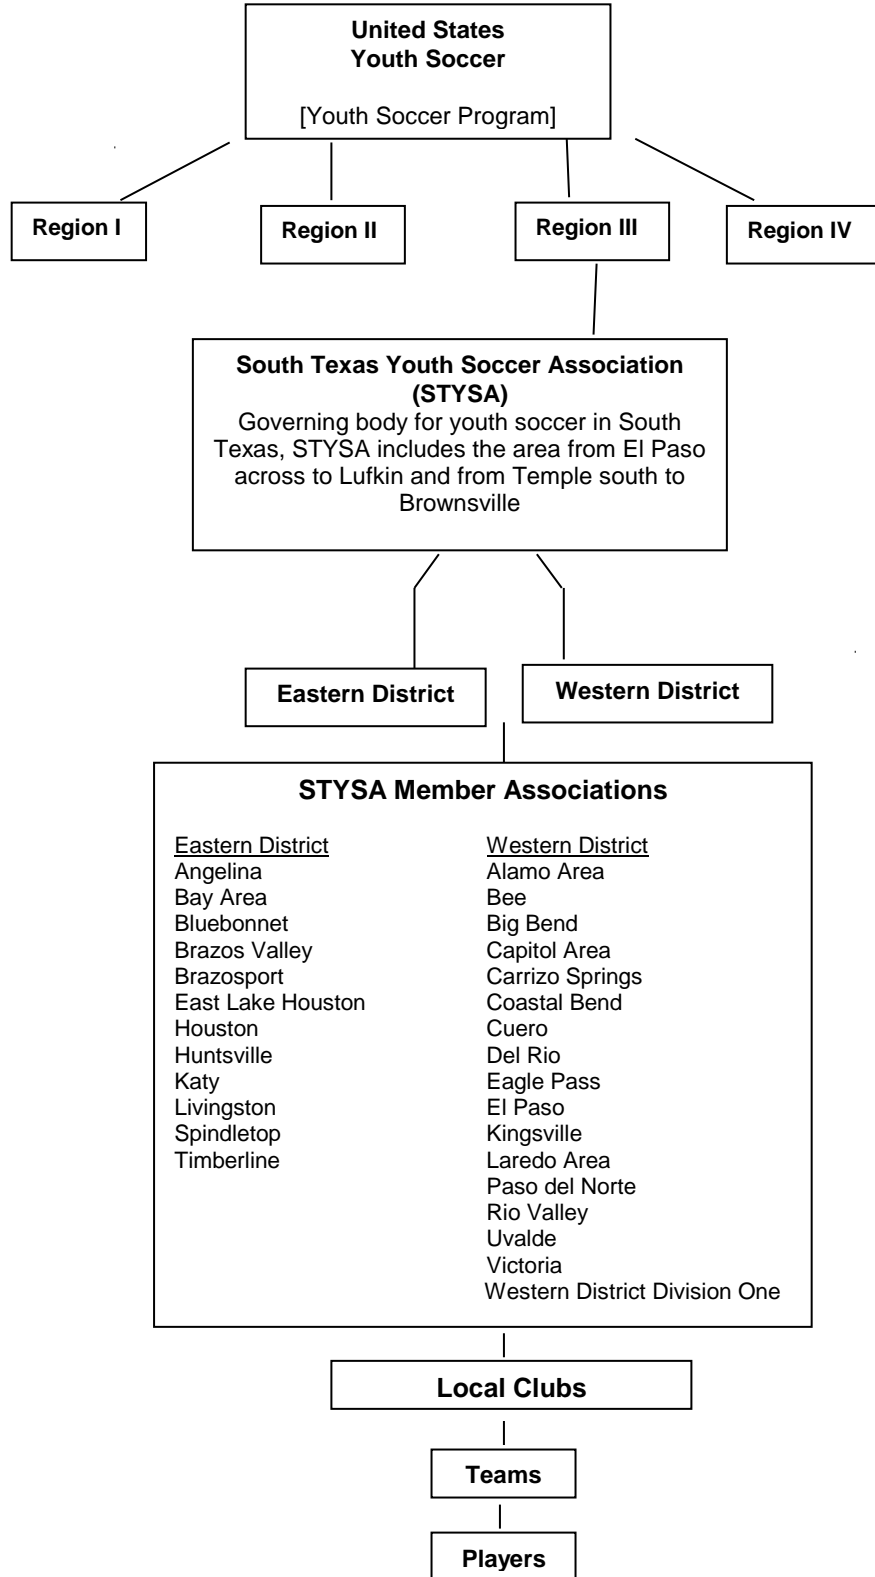 United States
Youth Soccer
[Youth Soccer Program]
Region I
Region II
Region III
Region IV
South Texas Youth Soccer Association
(STYSA)
Governing body for youth soccer in South
Texas, STYSA includes the area from El Paso
across to Lufkin and from Temple south to
Brownsville
Eastern District
Western District
STYSA Member Associations
Eastern District
Angelina
Bay Area
Bluebonnet
Brazos Valley
Brazosport
East Lake Houston
Houston
Huntsville
Katy
Livingston
Spindletop
Timberline
Western District
Alamo Area
Bee
Big Bend
Capitol Area
Carrizo Springs
Coastal Bend
Cuero
Del Rio
Eagle Pass
El Paso
Kingsville
Laredo Area
Paso del Norte
Rio Valley
Uvalde
Victoria
Western District Division One
Local Clubs
Teams
Players